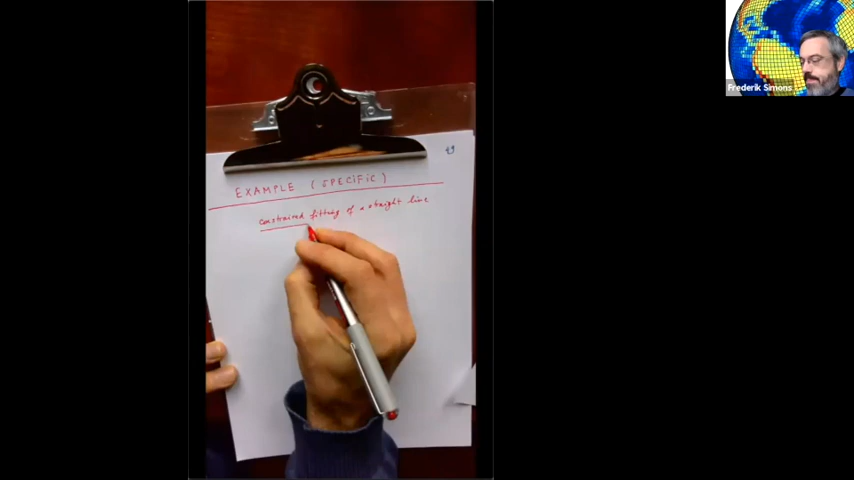 Frederik Simons
EXAMPLE (SPECIFIC)
constrained fitting of a straight line